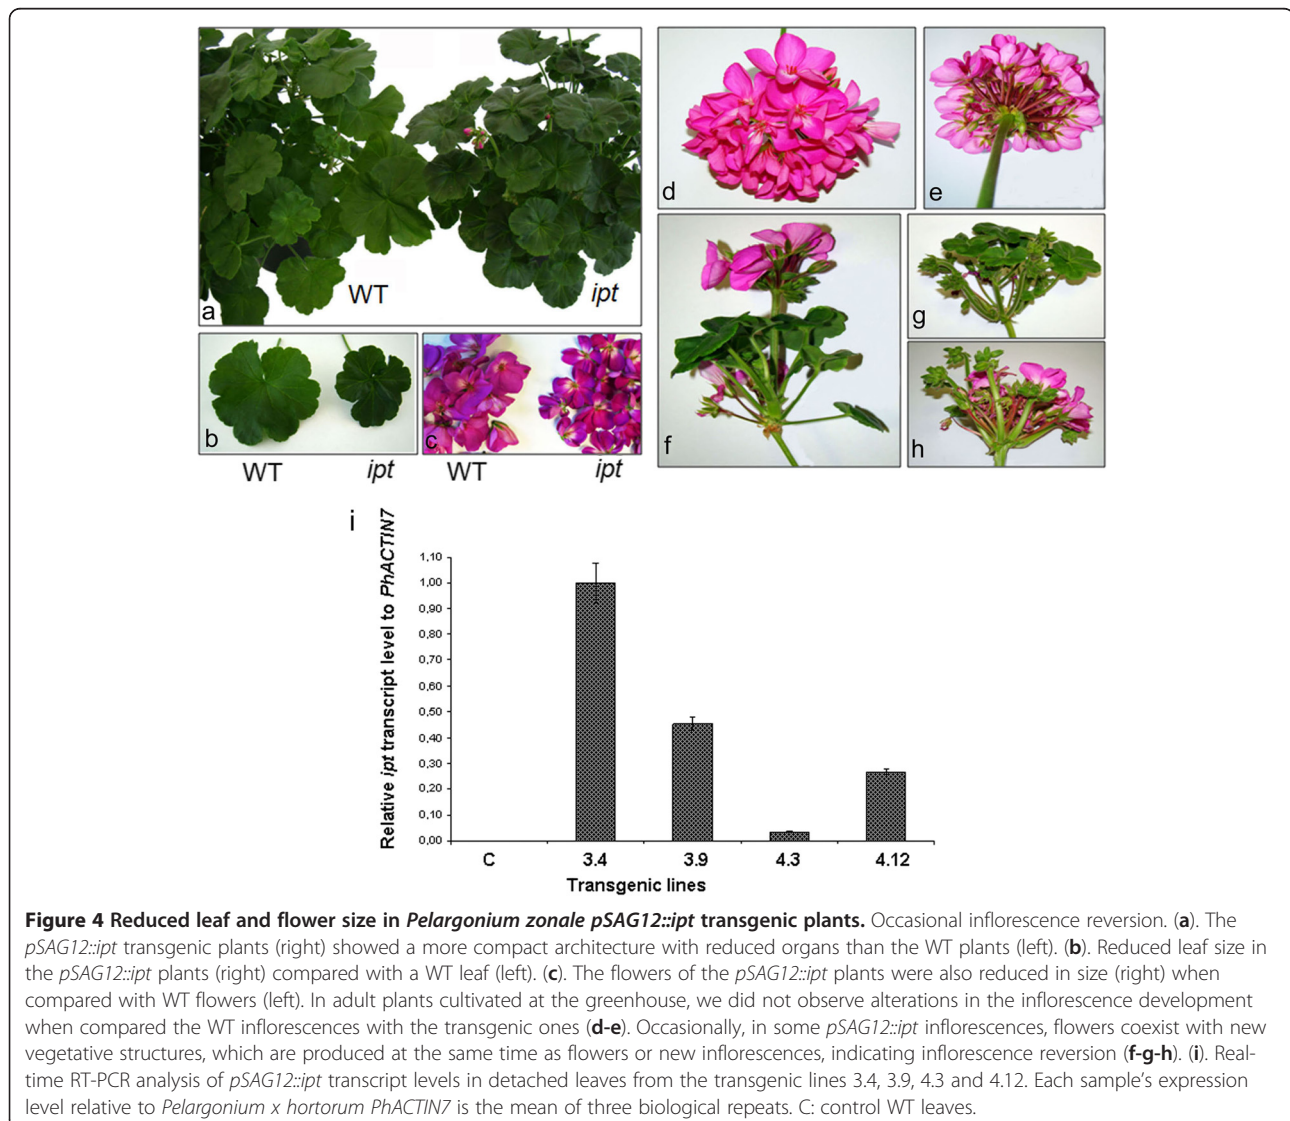 WT
ipt
a
b
c
WT
ipt
WT
ipt
d
e
f
g
h
i
Relative ipt transcript level to PhACTIN7
1,10
1,00
0,90
0,80
0,70
0,60
0,50
0,40
0,30
0,20
0,10
0,00
C 3.4 3.9 4.3 4.12
Transgenic lines
Figure 4 Reduced leaf and flower size in Pelargonium zonale pSAG12::ipt transgenic plants. Occasional inflorescence reversion. (a). The
pSAG12::ipt transgenic plants (right) showed a more compact architecture with reduced organs than the WT plants (left). (b). Reduced leaf size in
the pSAG12::ipt plants (right) compared with a WT leaf (left). (c). The flowers of the pSAG12::ipt plants were also reduced in size (right) when
compared with WT flowers (left). In adult plants cultivated at the greenhouse, we did not observe alterations in the inflorescence development
when compared the WT inflorescences with the transgenic ones (d-e). Occasionally, in some pSAG12::ipt inflorescences, flowers coexist with new
vegetative structures, which are produced at the same time as flowers or new inflorescences, indicating inflorescence reversion (f-g-h). (i). Real-
time RT-PCR analysis of pSAG12::ipt transcript levels in detached leaves from the transgenic lines 3.4, 3.9, 4.3 and 4.12. Each sample's expression
level relative to Pelargonium x hortorum PhACTIN7 is the mean of three biological repeats. C: control WT leaves.